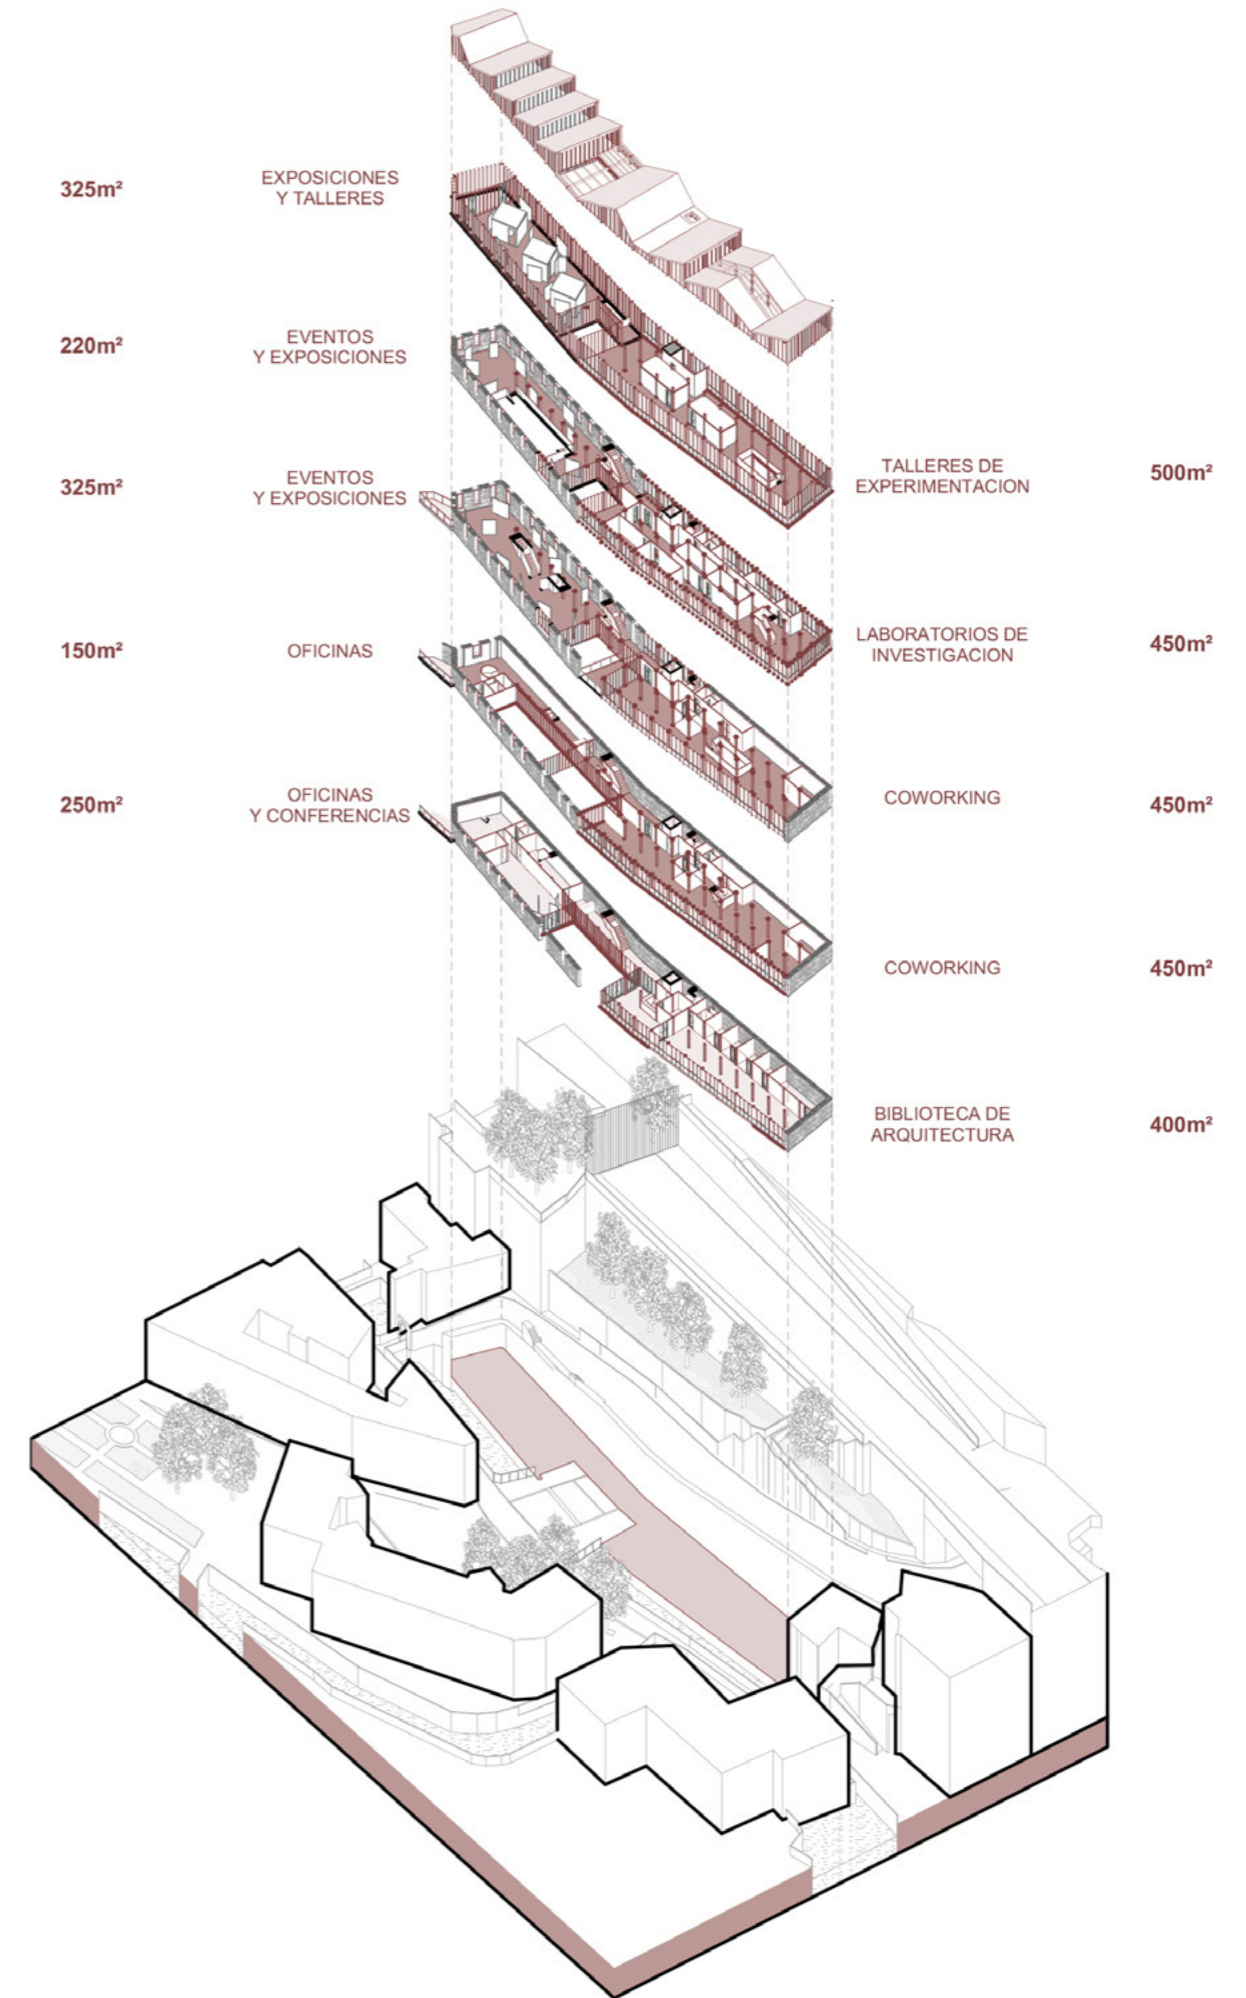 325m²
EXPOSICIONES
Y TALLERES
220m²
EVENTOS
Y EXPOSICIONES
325m²
EVENTOS
Y EXPOSICIONES
150m²
OFICINAS
250m²
OFICINAS
Y CONFERENCIAS
TALLERES DE
EXPERIMENTACION
500m²
LABORATORIOS DE
INVESTIGACION
450m²
COWORKING
450m²
COWORKING
450m²
BIBLIOTECA DE
ARQUITECTURA
400m²